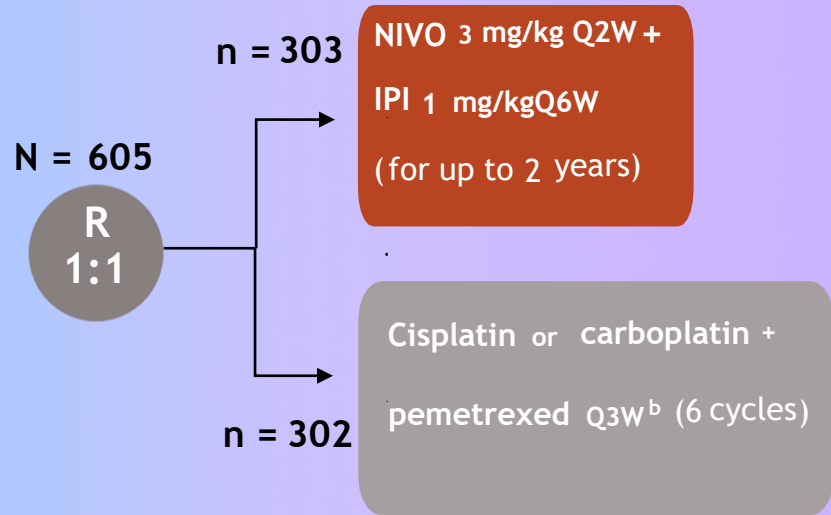 n = 303
NIVO 3 mg/kg Q2W +
IPI 1 mg/kgQ6W
(for up to 2 years)
N = 605
R
1:1
Cisplatin or carboplatin +
pemetrexed Q3Wᵇ (6 cycles)
n = 302